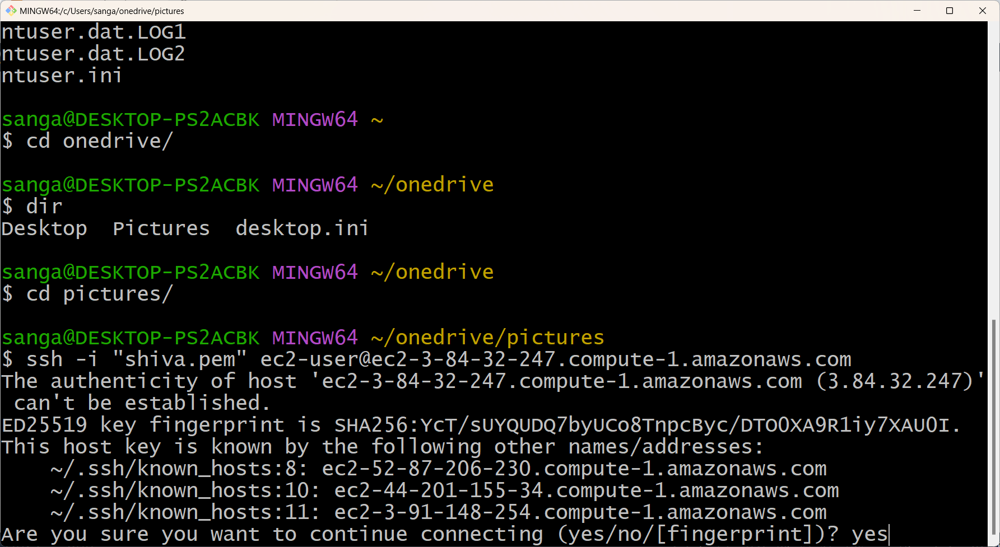 MINGW64:/c/Users/sanga/onedrive/pictures
ntuser.dat.LOG1
ntuser.dat.LOG2
ntuser.ini
sanga@DESKTOP-PS2ACBK MINGW64 ~
$ cd onedrive/
sanga@DESKTOP-PS2ACBK MINGW64 ~/onedrive
$ dir
Desktop  Pictures  desktop.ini
sanga@DESKTOP-PS2ACBK MINGW64 ~/onedrive
$ cd pictures/
sanga@DESKTOP-PS2ACBK MINGW64 ~/onedrive/pictures
$ ssh -i "shiva.pem" ec2-user@ec2-3-84-32-247.compute-1.amazonaws.com
The authenticity of host 'ec2-3-84-32-247.compute-1.amazonaws.com (3.84.32.247)'
 can't be established.
ED25519 key fingerprint is SHA256:YcT/sUYQUDQ7byUCo8TnpcByc/DTO0XA9R1iy7XAU0I.
This host key is known by the following other names/addresses:
    ~/.ssh/known_hosts:8: ec2-52-87-206-230.compute-1.amazonaws.com
    ~/.ssh/known_hosts:10: ec2-44-201-155-34.compute-1.amazonaws.com
    ~/.ssh/known_hosts:11: ec2-3-91-148-254.compute-1.amazonaws.com
Are you sure you want to continue connecting (yes/no/[fingerprint])? yes